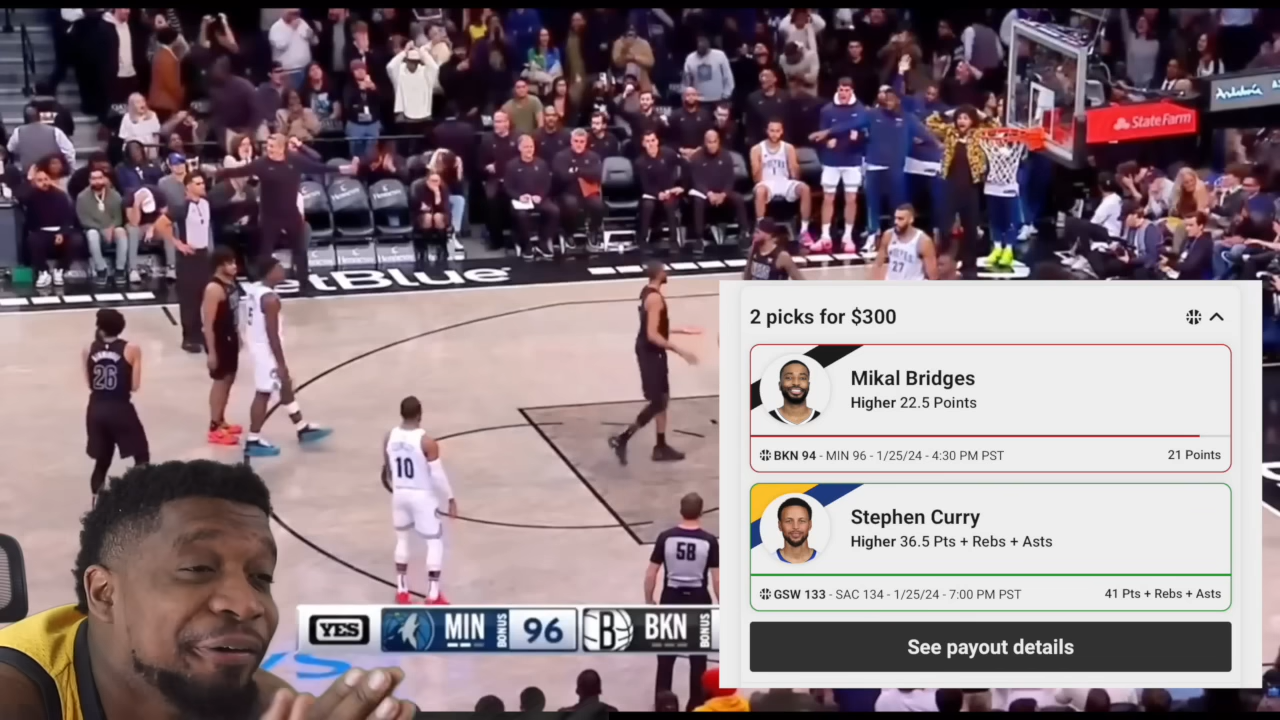 Andalucía
StateFarm
etBlue
27
26
10
58
YES
MIN
BONUS
96
B
BKN
BONUS
2 picks for $300
Mikal Bridges
Higher 22.5 Points
BKN 94 - MIN 96 - 1/25/24 - 4:30 PM PST
21 Points
Stephen Curry
Higher 36.5 Pts + Rebs + Asts
GSW 133 - SAC 134 - 1/25/24 - 7:00 PM PST
41 Pts + Rebs + Asts
See payout details